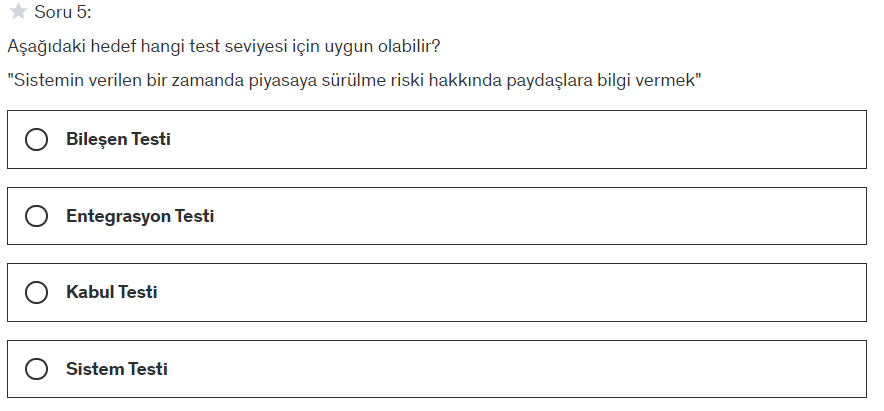 Soru 5:
Aşağıdaki hedef hangi test seviyesi için uygun olabilir?
"Sistemin verilen bir zamanda piyasaya sürülme riski hakkında paydaşlara bilgi vermek"
Bileşen Testi
Entegrasyon Testi
Kabul Testi
Sistem Testi